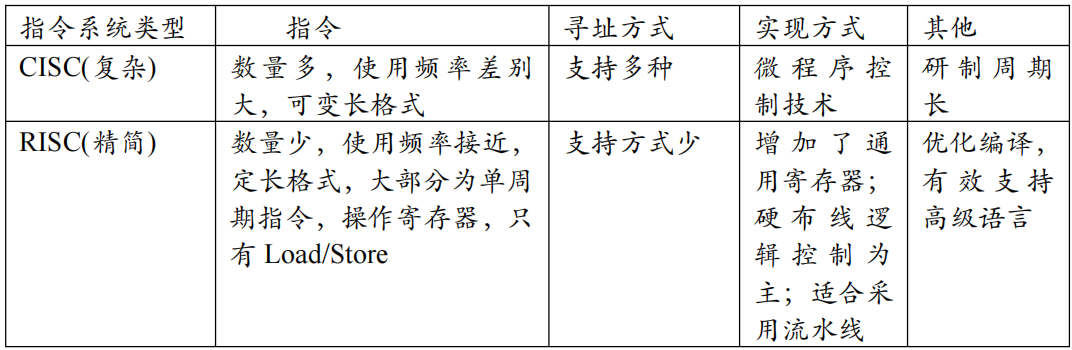 指令系统类型 指令 寻址方式 实现方式 其他
CISC(复杂) 数量多，使用频率差别 支持多种 微程序控 研制周期
大，可变长格式 制技术 长
RISC(精简) 数量少，使用频率接近， 支持方式少 增加了通 优化编译，
定长格式，大部分为单周 用寄存器； 有效支持
期指令，操作寄存器，只 硬布线逻 高级语言
有 Load/Store 辑控制为
主；适合采
用流水线